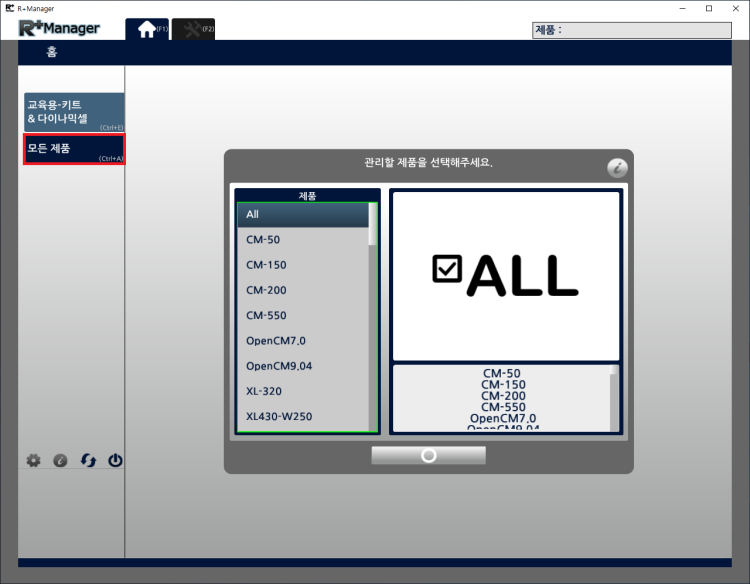 R+Manager
R+Manager
(F1)
(F2)
제품 :
홈
교육용-키트
& 다이나믹셀
(Ctrl+E)
모든 제품
(Ctrl+A)
관리할 제품을 선택해주세요.
제품
All
CM-50
CM-150
CM-200
CM-550
OpenCM7.0
OpenCM9.04
XL-320
XL430-W250
ALL
CM-50
CM-150
CM-200
CM-550
OpenCM7.0
OpenCM9.04